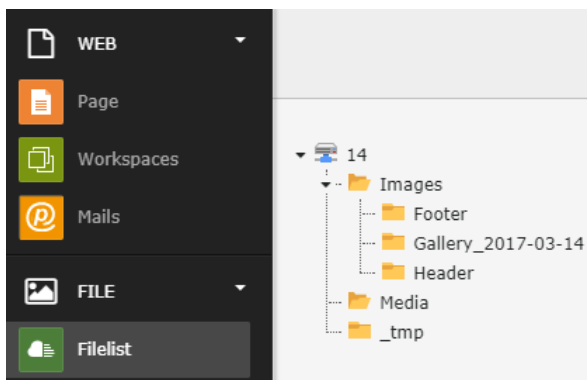 WEB
Page
Workspaces
Mails
FILE
Filelist
14
Images
Footer
Gallery_2017-03-14
Header
Media
_tmp